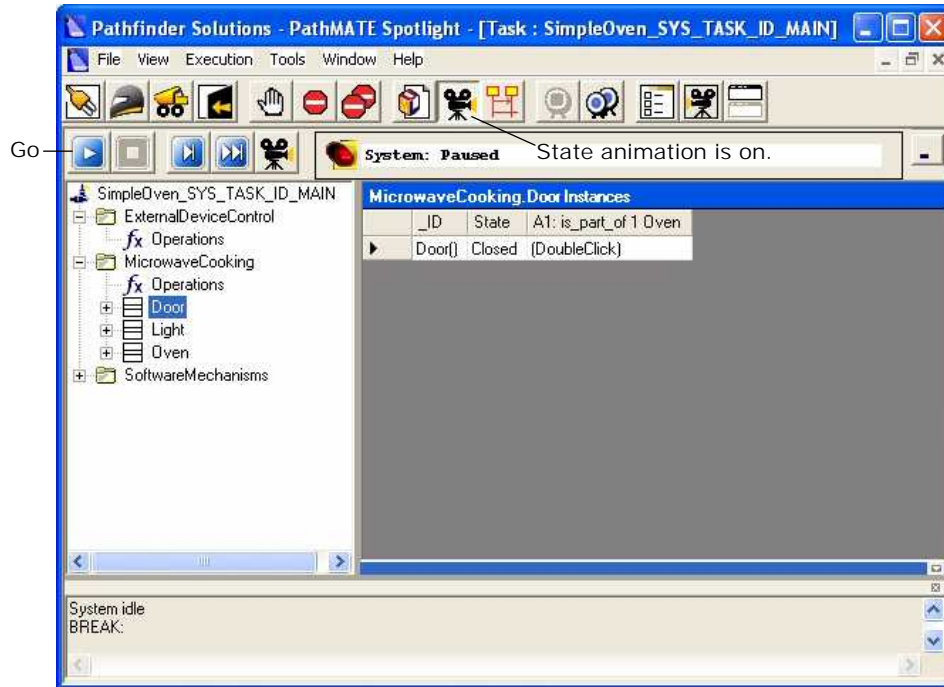 Pathfinder Solutions - PathMATE Spotlight - [Task : SimpleOven_SYS_TASK_ID_MAIN]
File View Execution Tools Window Help
Go
System: Paused
State animation is on.
SimpleOven_SYS_TASK_ID_MAIN
ExternalDeviceControl
fx Operations
MicrowaveCooking
fx Operations
Door
Light
Oven
SoftwareMechanisms
MicrowaveCooking.Door Instances
_ID State A1: is_part_of 1 Oven
Door() Closed (DoubleClick)
System idle
BREAK: